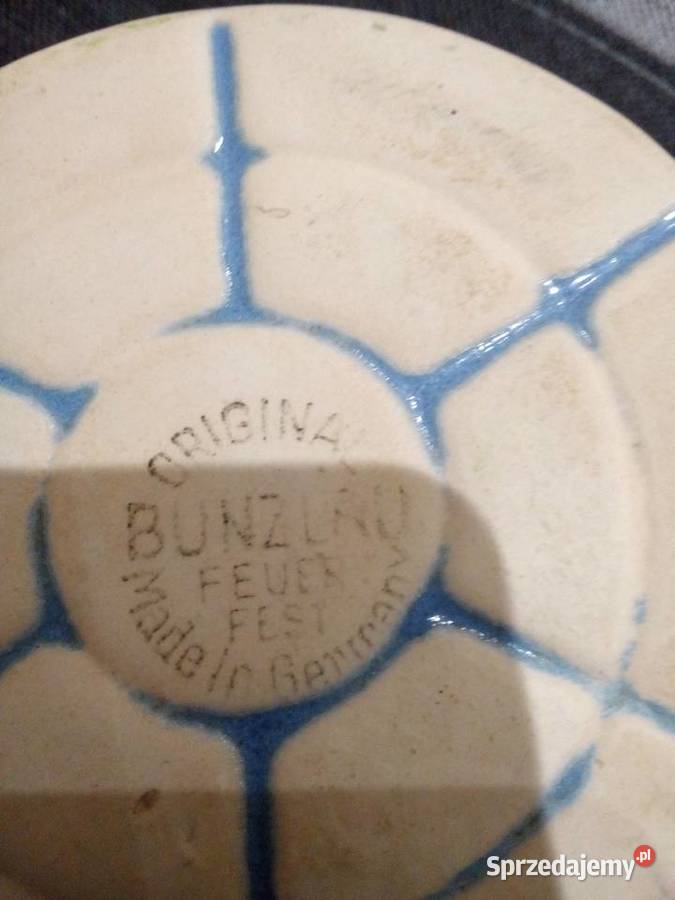 ORIGINAL
BUNZLAU
FEUER
FEST
Made in Germany
Sprzedajemy.pl